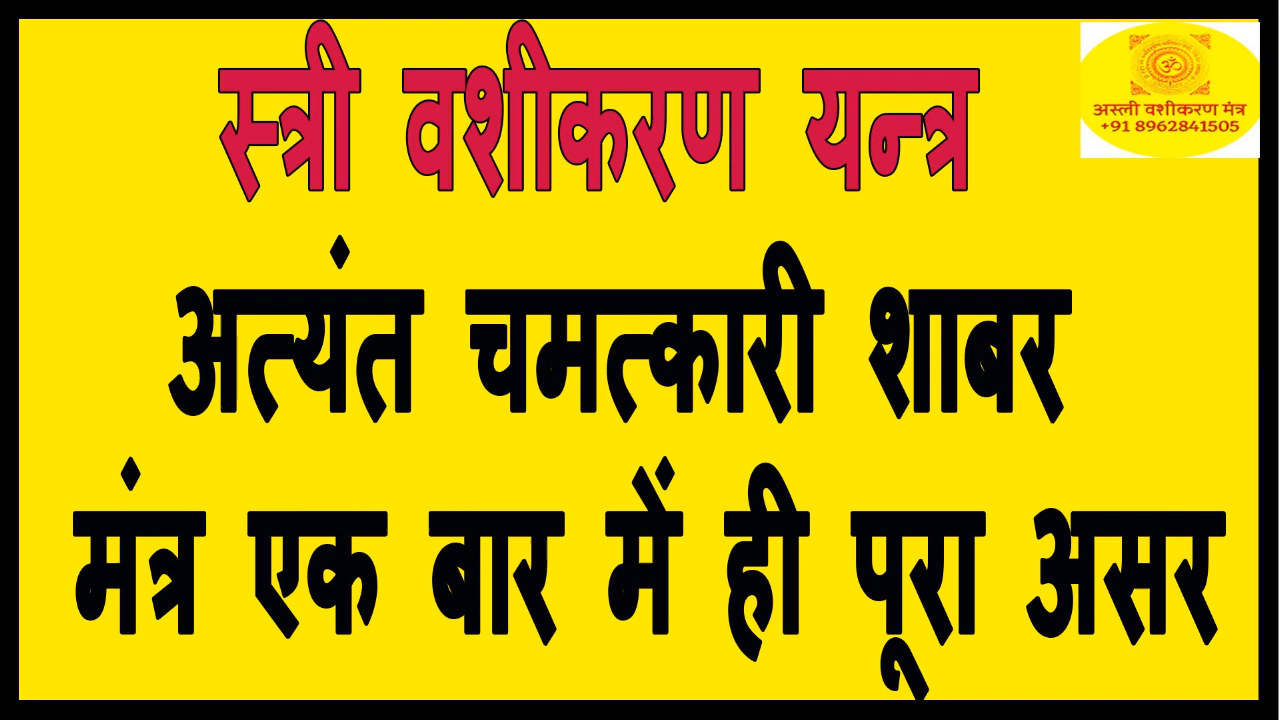 स्त्री वशीकरण यन्त्र
अस्ली वशीकरण मंत्र
+91 8962841505
अत्यंत चमत्कारी शाबर
मंत्र एक बार में ही पूरा असर